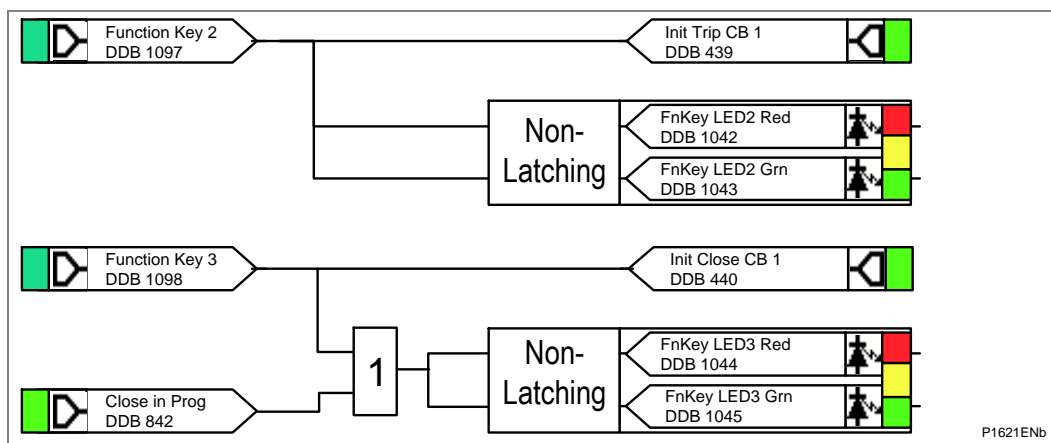 Function Key 2
DDB 1097
Init Trip CB 1
DDB 439
Non-
Latching
FnKey LED2 Red
DDB 1042
FnKey LED2 Grn
DDB 1043
Function Key 3
DDB 1098
Init Close CB 1
DDB 440
1
Non-
Latching
FnKey LED3 Red
DDB 1044
FnKey LED3 Grn
DDB 1045
Close in Prog
DDB 842
P1621ENb